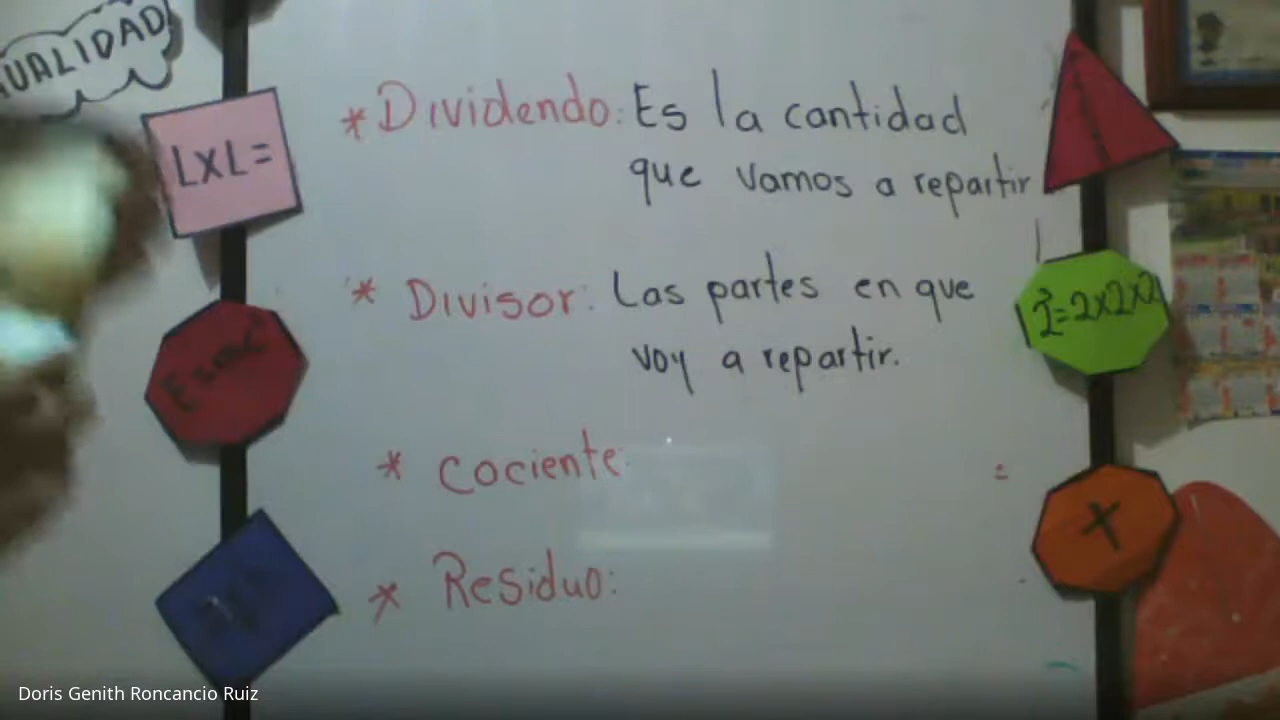 UALIDAD
LXL=
*Dividendo: Es la cantidad
que vamos a repartir
* Divisor: Las partes en que
voy a repartir.
* Cociente:
* Residuo:
=2x2x2
X
Doris Genith Roncancio Ruiz